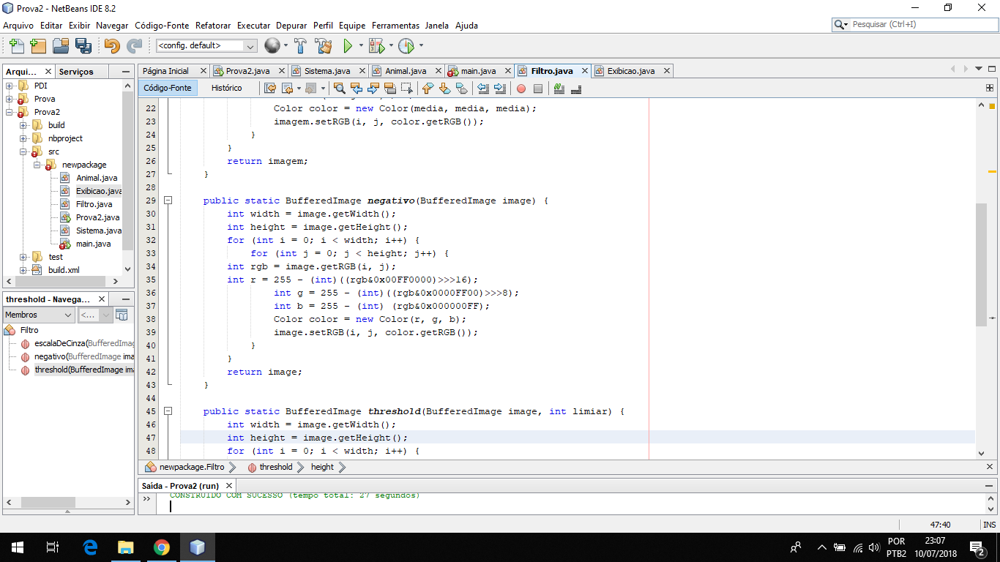 Prova2 - NetBeans IDE 8.2
Arquivo Editar Exibir Navegar Código-Fonte Refatorar Executar Depurar Perfil Equipe Ferramentas Janela Ajuda
Pesquisar (Ctrl+I)
<config. default>
Arqui... Serviços
Página Inicial Prova2.java Sistema.java Animal.java main.java Filtro.java Exibicao.java
Código-Fonte Histórico
PDI
Prova
Prova2
build
nbproject
src
newpackage
Animal.java
Exibicao.java
Filtro.java
Prova2.java
Sistema.java
main.java
test
build.xml
threshold - Navega...
Membros <...
Filtro
escalaDeCinza(BufferedImag
negativo(BufferedImage ima
threshold(BufferedImage ima
22 Color color = new Color(media, media, media);
23 imagem.setRGB(i, j, color.getRGB());
24 }
25 }
26 return imagem;
27 }
28
29 public static BufferedImage negativo(BufferedImage image) {
30 int width = image.getWidth();
31 int height = image.getHeight();
32 for (int i = 0; i < width; i++) {
33 for (int j = 0; j < height; j++) {
34 int rgb = image.getRGB(i, j);
35 int r = 255 - (int)((rgb&0x00FF0000)>>>16);
36 int g = 255 - (int)((rgb&0x0000FF00)>>>8);
37 int b = 255 - (int) (rgb&0x000000FF);
38 Color color = new Color(r, g, b);
39 image.setRGB(i, j, color.getRGB());
40 }
41 }
42 return image;
43 }
44
45 public static BufferedImage threshold(BufferedImage image, int limiar) {
46 int width = image.getWidth();
47 int height = image.getHeight();
48 for (int i = 0; i < width; i++) {
newpackage.Filtro threshold height
Saída - Prova2 (run)
CONSTRUÍDO COM SUCESSO (tempo total: 27 segundos)
47:40 INS
POR
PTB2
23:07
10/07/2018
2